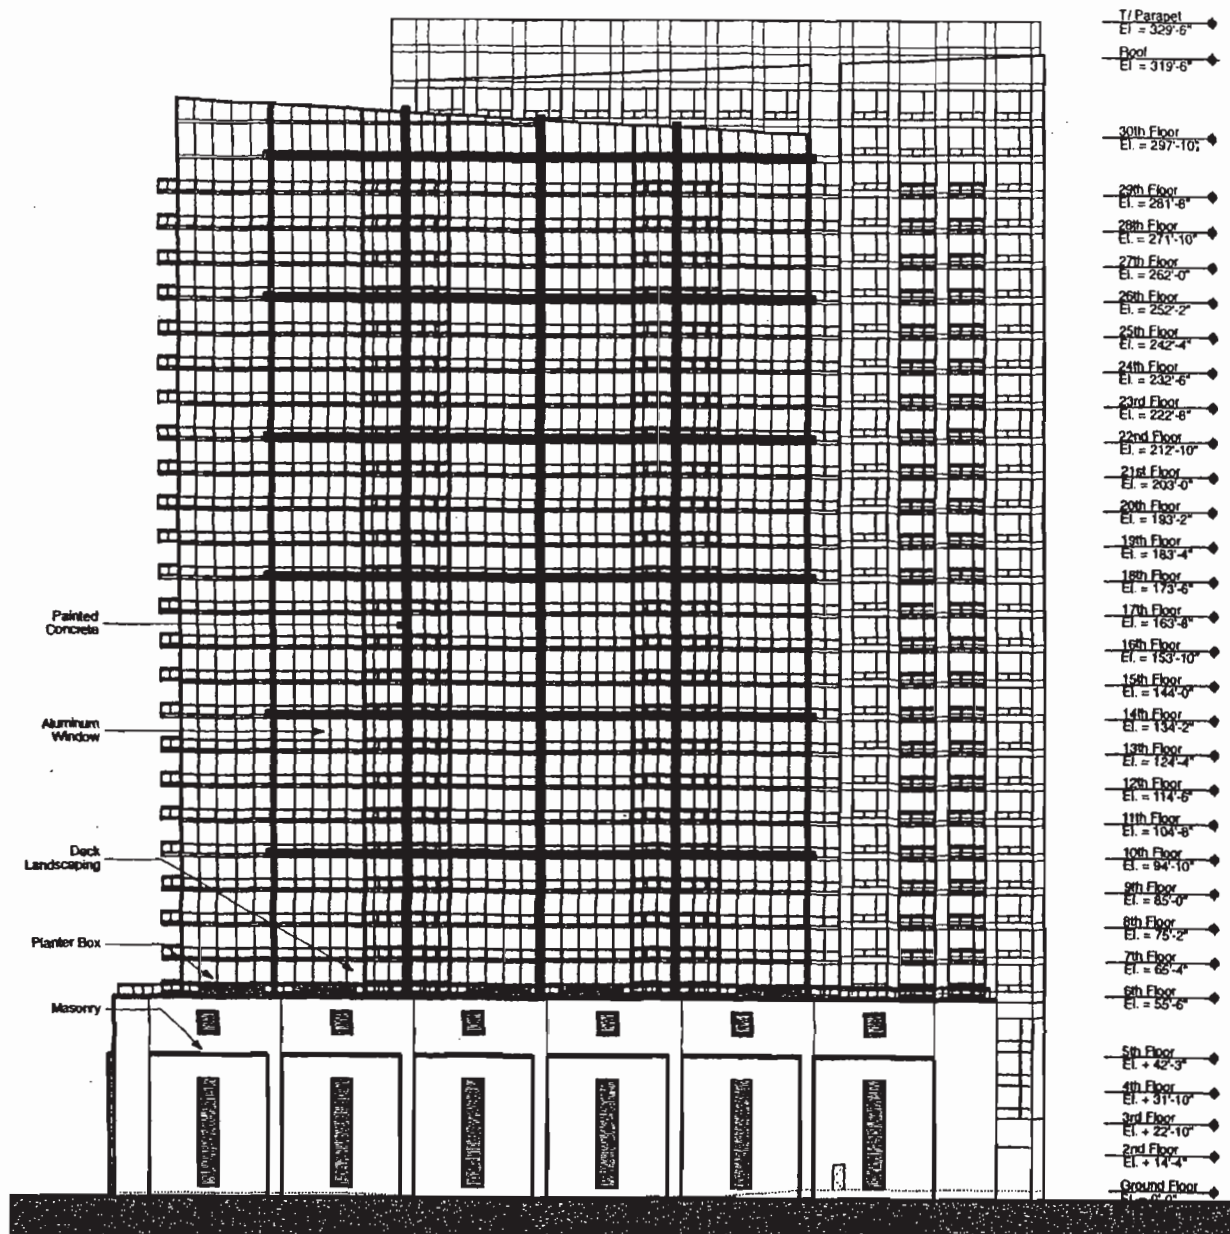 T/ Parapet
El = 329'-6"
Roof
El = 319'-6"
30th Floor
El. = 297'-10"
29th Floor
El. = 281'-8"
28th Floor
El. = 271'-10"
27th Floor
El. = 262'-0"
26th Floor
El. = 252'-2"
25th Floor
El. = 242'-4"
24th Floor
El. = 232'-6"
23rd Floor
El. = 222'-8"
22nd Floor
El. = 212'-10"
21st Floor
El. = 203'-0"
20th Floor
El. = 193'-2"
19th Floor
El. = 183'-4"
18th Floor
El. = 173'-6"
Painted
Concrete
17th Floor
El. = 163'-8"
16th Floor
El. = 153'-10"
15th Floor
El. = 144'-0"
Aluminum
Window
14th Floor
El. = 134'-2"
13th Floor
El. = 124'-4"
12th Floor
El. = 114'-6"
11th Floor
El. = 104'-8"
Deck
Landscaping
10th Floor
El. = 94'-10"
9th Floor
El. = 85'-0"
8th Floor
El. = 75'-2"
Planter Box
7th Floor
El. = 65'-4"
6th Floor
El. = 55'-6"
Masonry
5th Floor
El. + 42'-3"
4th Floor
El. + 31'-10"
3rd Floor
El. + 22'-10"
2nd Floor
El. + 14'-4"
Ground Floor